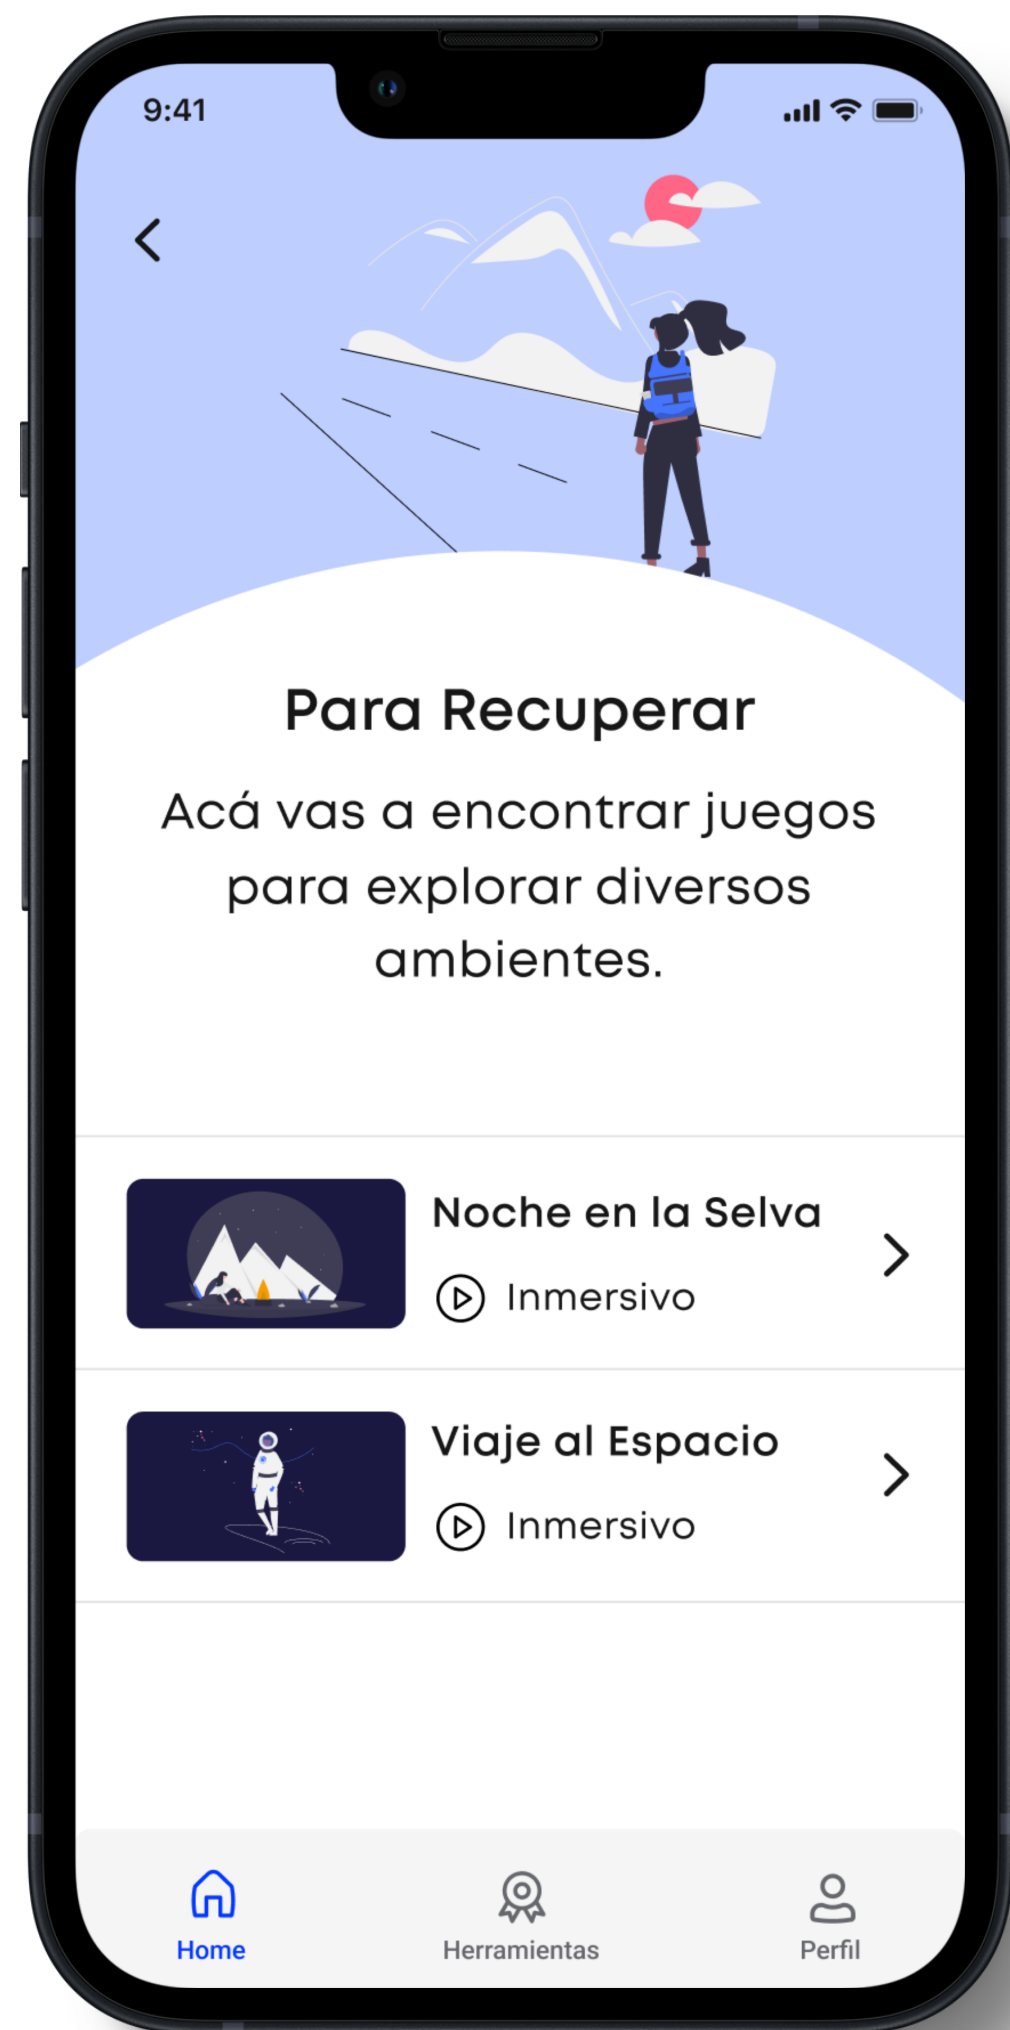 9:41
Para Recuperar
Acá vas a encontrar juegos
para explorar diversos
ambientes.
Noche en la Selva
Inmersivo
Viaje al Espacio
Inmersivo
Home
Herramientas
Perfil